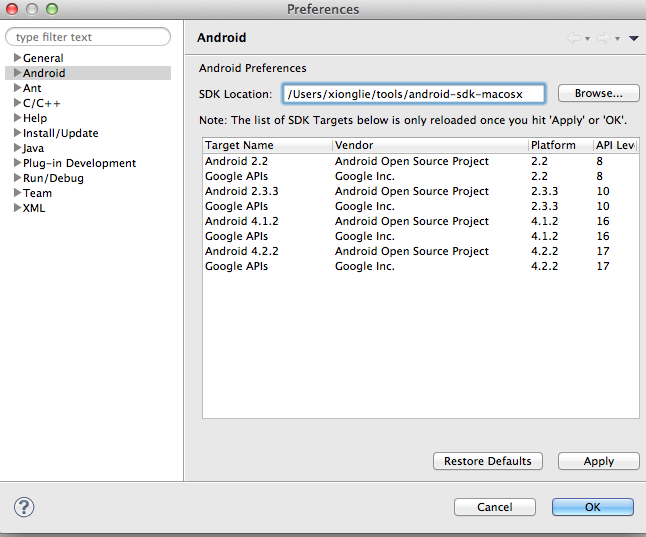 Preferences
type filter text
General
Android
Ant
C/C++
Help
Install/Update
Java
Plug-in Development
Run/Debug
Team
XML
Android
Android Preferences
SDK Location: /Users/xionglie/tools/android-sdk-macosx Browse...
Note: The list of SDK Targets below is only reloaded once you hit 'Apply' or 'OK'.
Target Name Vendor Platform API Leve
Android 2.2 Android Open Source Project 2.2 8
Google APIs Google Inc. 2.2 8
Android 2.3.3 Android Open Source Project 2.3.3 10
Google APIs Google Inc. 2.3.3 10
Android 4.1.2 Android Open Source Project 4.1.2 16
Google APIs Google Inc. 4.1.2 16
Android 4.2.2 Android Open Source Project 4.2.2 17
Google APIs Google Inc. 4.2.2 17
Restore Defaults Apply
? Cancel OK